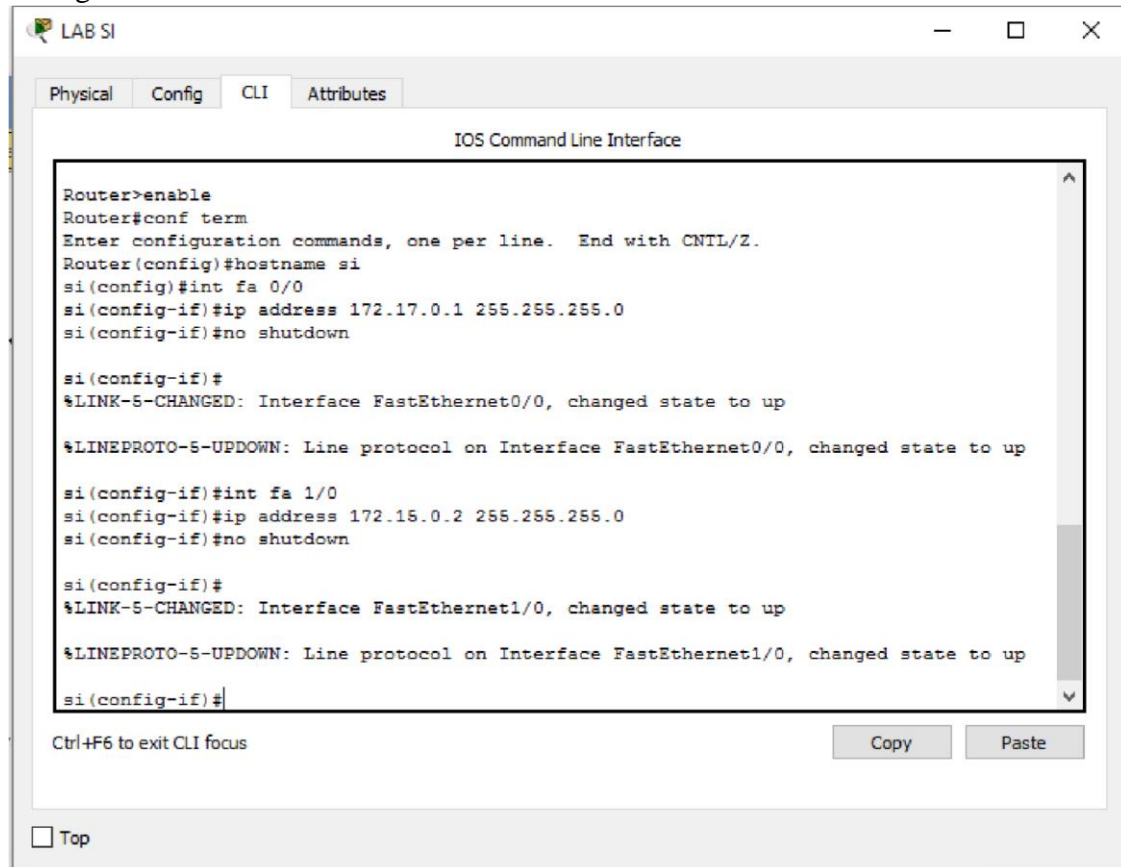 LAB SI
Physical Config CLI Attributes
IOS Command Line Interface
Router>enable
Router#conf term
Enter configuration commands, one per line.  End with CNTL/Z.
Router(config)#hostname si
si(config)#int fa 0/0
si(config-if)#ip address 172.17.0.1 255.255.255.0
si(config-if)#no shutdown
si(config-if)#
%LINK-5-CHANGED: Interface FastEthernet0/0, changed state to up
%LINEPROTO-5-UPDOWN: Line protocol on Interface FastEthernet0/0, changed state to up
si(config-if)#int fa 1/0
si(config-if)#ip address 172.15.0.2 255.255.255.0
si(config-if)#no shutdown
si(config-if)#
%LINK-5-CHANGED: Interface FastEthernet1/0, changed state to up
%LINEPROTO-5-UPDOWN: Line protocol on Interface FastEthernet1/0, changed state to up
si(config-if)#
Ctrl+F6 to exit CLI focus Copy Paste
Top